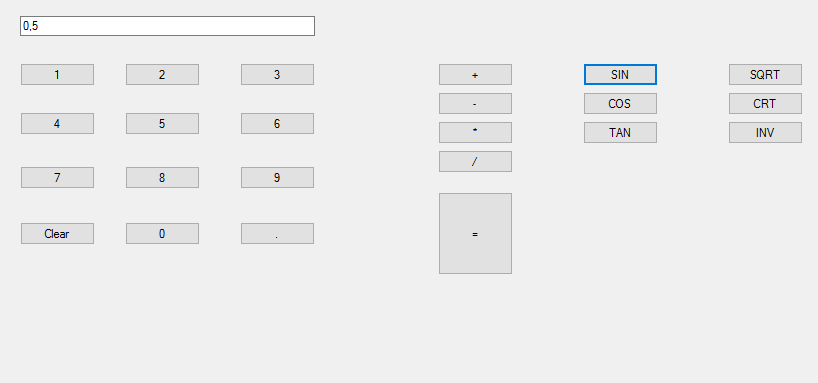 0,5
1 2 3 + SIN SQRT
- COS CRT
4 5 6 * TAN INV
/
7 8 9
Clear 0 . =